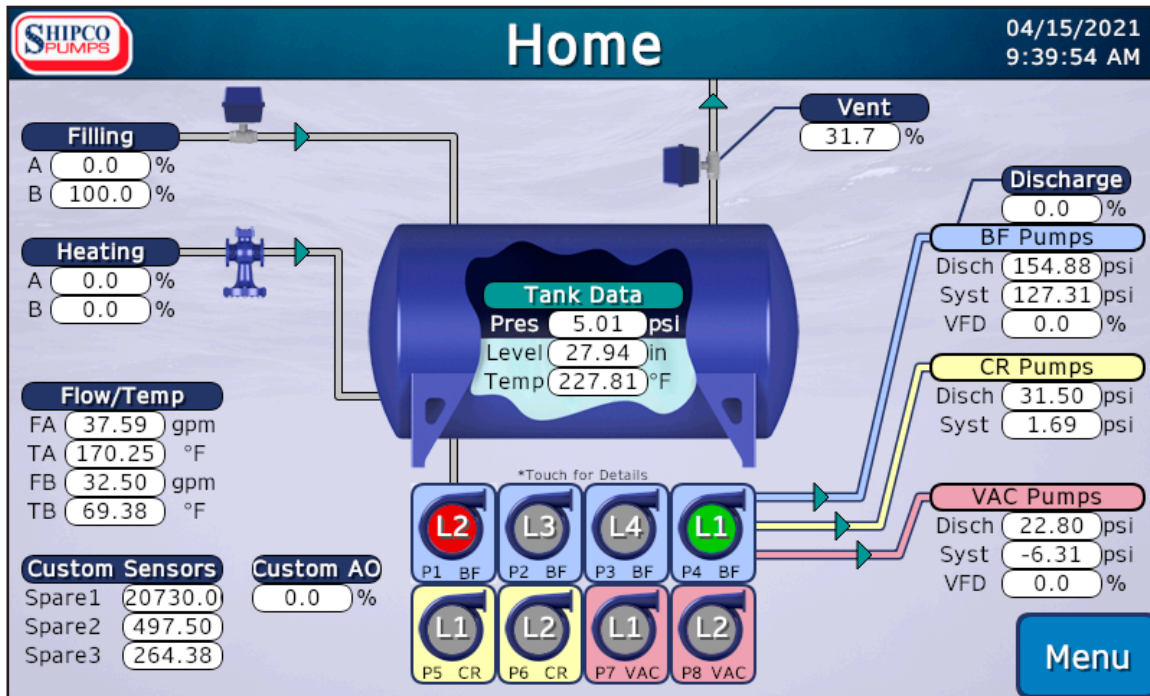 SHIPCO
PUMPS
Home
04/15/2021
9:39:54 AM
Filling
A 0.0 %
B 100.0 %
Vent
31.7 %
Discharge
0.0 %
Heating
A 0.0 %
B 0.0 %
BF Pumps
Disch 154.88 psi
Syst 127.31 psi
VFD 0.0 %
Tank Data
Pres 5.01 psi
Level 27.94 in
Temp 227.81 °F
CR Pumps
Disch 31.50 psi
Syst 1.69 psi
Flow/Temp
FA 37.59 gpm
TA 170.25 °F
FB 32.50 gpm
TB 69.38 °F
*Touch for Details
L2 L3 L4 L1
P1 BF P2 BF P3 BF P4 BF
VAC Pumps
Disch 22.80 psi
Syst -6.31 psi
VFD 0.0 %
Custom Sensors
Spare1 20730.0
Spare2 497.50
Spare3 264.38
Custom AO
0.0 %
L1 L2 L1 L2
P5 CR P6 CR P7 VAC P8 VAC
Menu